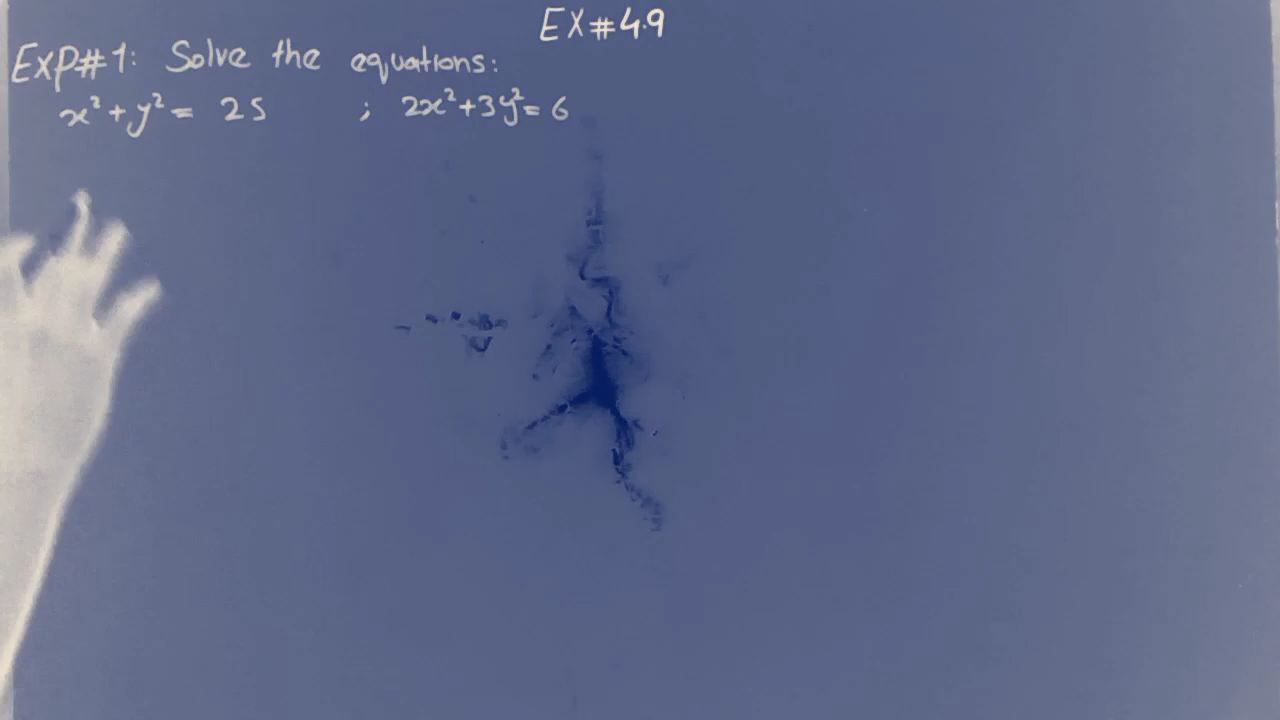 EX#4.9
EXP#1: Solve the equations:
x²+y²= 25 ; 2x²+3y²= 6